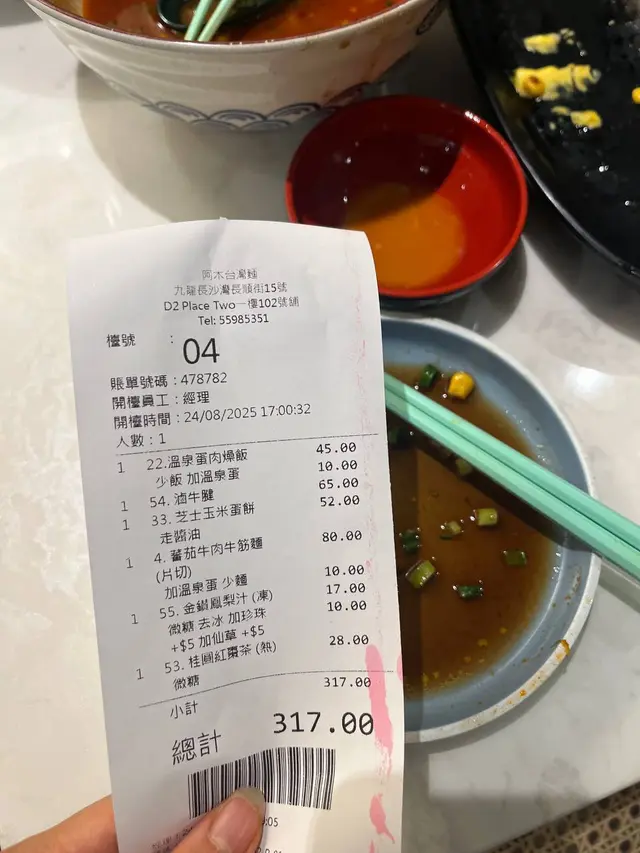 阿木台灣麵
九龍長沙灣長順街15號
D2 Place Two一樓102號舖
Tel: 55985351
檯號 : 04
賬單號碼 : 478782
開檯員工 : 經理
開檯時間 : 24/08/2025 17:00:32
人數 : 1
1 22.溫泉蛋肉燥飯 45.00
少飯 加溫泉蛋 10.00
1 54. 滷牛腱 65.00
1 33. 芝士玉米蛋餅 52.00
走醬油
1 4. 蕃茄牛肉牛筋麵 80.00
(片切)
加溫泉蛋 少麵 10.00
1 55. 金鑽鳳梨汁 (凍) 17.00
微糖 去冰 加珍珠 10.00
+$5 加仙草 +$5
1 53. 桂圓紅棗茶 (熱) 28.00
微糖
小計 317.00
總計 317.00